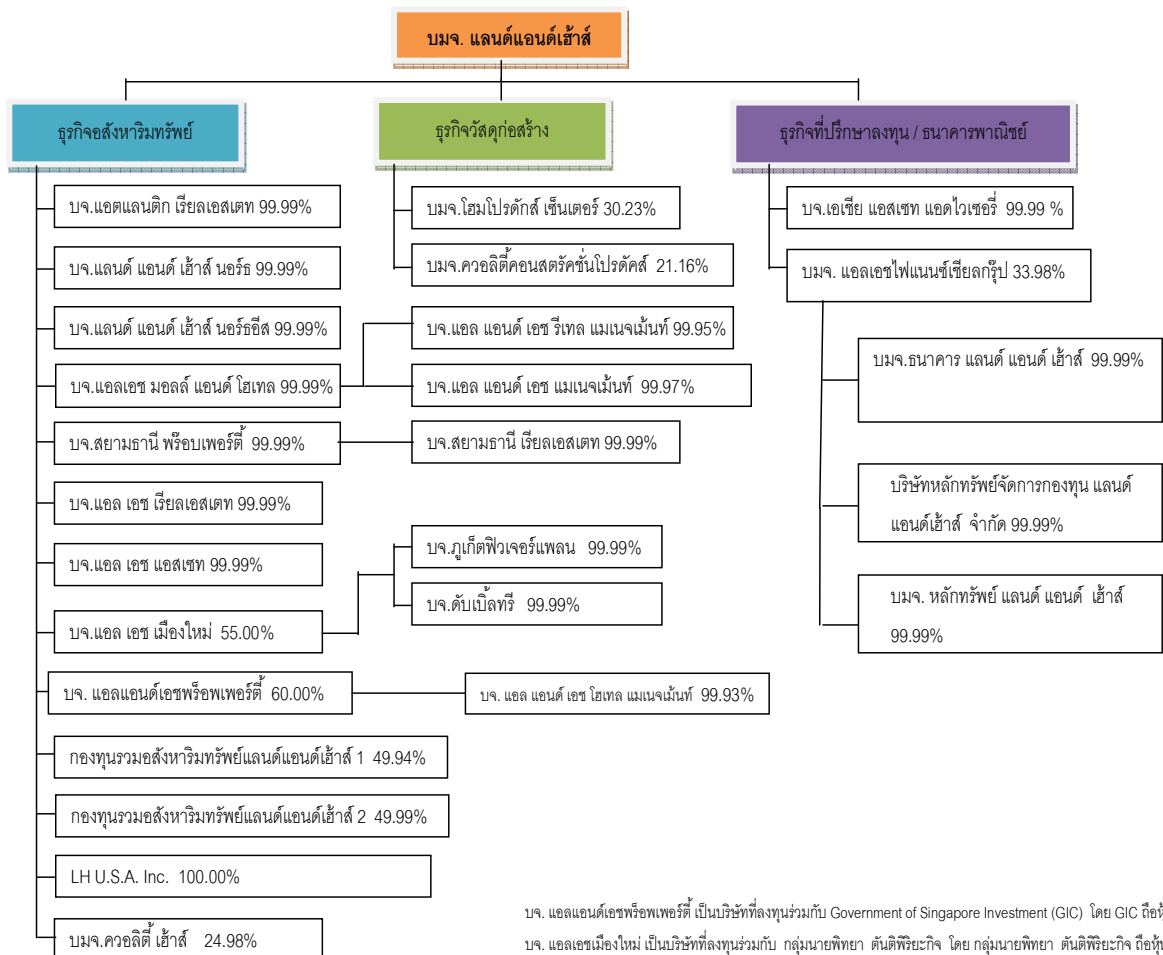 บมจ. แลนด์แอนด์เฮ้าส์
ธุรกิจอสังหาริมทรัพย์
ธุรกิจวัสดุก่อสร้าง
ธุรกิจที่ปรึกษาลงทุน / ธนาคารพาณิชย์
บจ.แอตแลนติก เรียลเอสเตท 99.99%
บจ.แลนด์ แอนด์ เฮ้าส์ นอร์ธ 99.99%
บจ.แลนด์ แอนด์ เฮ้าส์ นอร์ธอีส 99.99%
บจ.แอลเอช มอลล์ แอนด์ โฮเทล 99.99%
บจ.สยามธานี พร๊อบเพอร์ตี้ 99.99%
บจ.แอล เอช เรียลเอสเตท 99.99%
บจ.แอล เอช แอสเซท 99.99%
บจ.แอล เอช เมืองใหม่ 55.00%
บจ. แอลแอนด์เอชพร็อพเพอร์ตี้ 60.00%
กองทุนรวมอสังหาริมทรัพย์แลนด์แอนด์เฮ้าส์ 1 49.94%
กองทุนรวมอสังหาริมทรัพย์แลนด์แอนด์เฮ้าส์ 2 49.99%
LH U.S.A. Inc. 100.00%
บมจ.ควอลิตี้ เฮ้าส์ 24.98%
บมจ.โฮมโปรดักส์ เซ็นเตอร์ 30.23%
บมจ.ควอลิตี้คอนสตรัคชั่นโปรดัคส์ 21.16%
บจ.แอล แอนด์ เอช รีเทล แมเนจเม้นท์ 99.95%
บจ.แอล แอนด์ เอช แมเนจเม้นท์ 99.97%
บจ.สยามธานี เรียลเอสเตท 99.99%
บจ.ภูเก็ตฟิวเจอร์แพลน 99.99%
บจ.ดับเบิ้ลทรี 99.99%
บจ. แอล แอนด์ เอช โฮเทล แมเนจเม้นท์ 99.93%
บจ.เอเชีย แอสเซท แอดไวเซอรี่ 99.99 %
บมจ. แอลเอชไฟแนนซ์เชียลกรุ๊ป 33.98%
บมจ.ธนาคาร แลนด์ แอนด์ เฮ้าส์ 99.99%
บริษัทหลักทรัพย์จัดการกองทุน แลนด์
แอนด์เฮ้าส์ จำกัด 99.99%
บมจ. หลักทรัพย์ แลนด์ แอนด์ เฮ้าส์
99.99%
บจ. แอลแอนด์เอชพร็อพเพอร์ตี้ เป็นบริษัทที่ลงทุนร่วมกับ Government of Singapore Investment (GIC) โดย GIC
บจ. แอลเอชเมืองใหม่ เป็นบริษัทที่ลงทุนร่วมกับ กลุ่มนายพิทยา ตันติพิริยะกิจ โดย กลุ่มนายพิทยา ตันติพิริยะกิจ